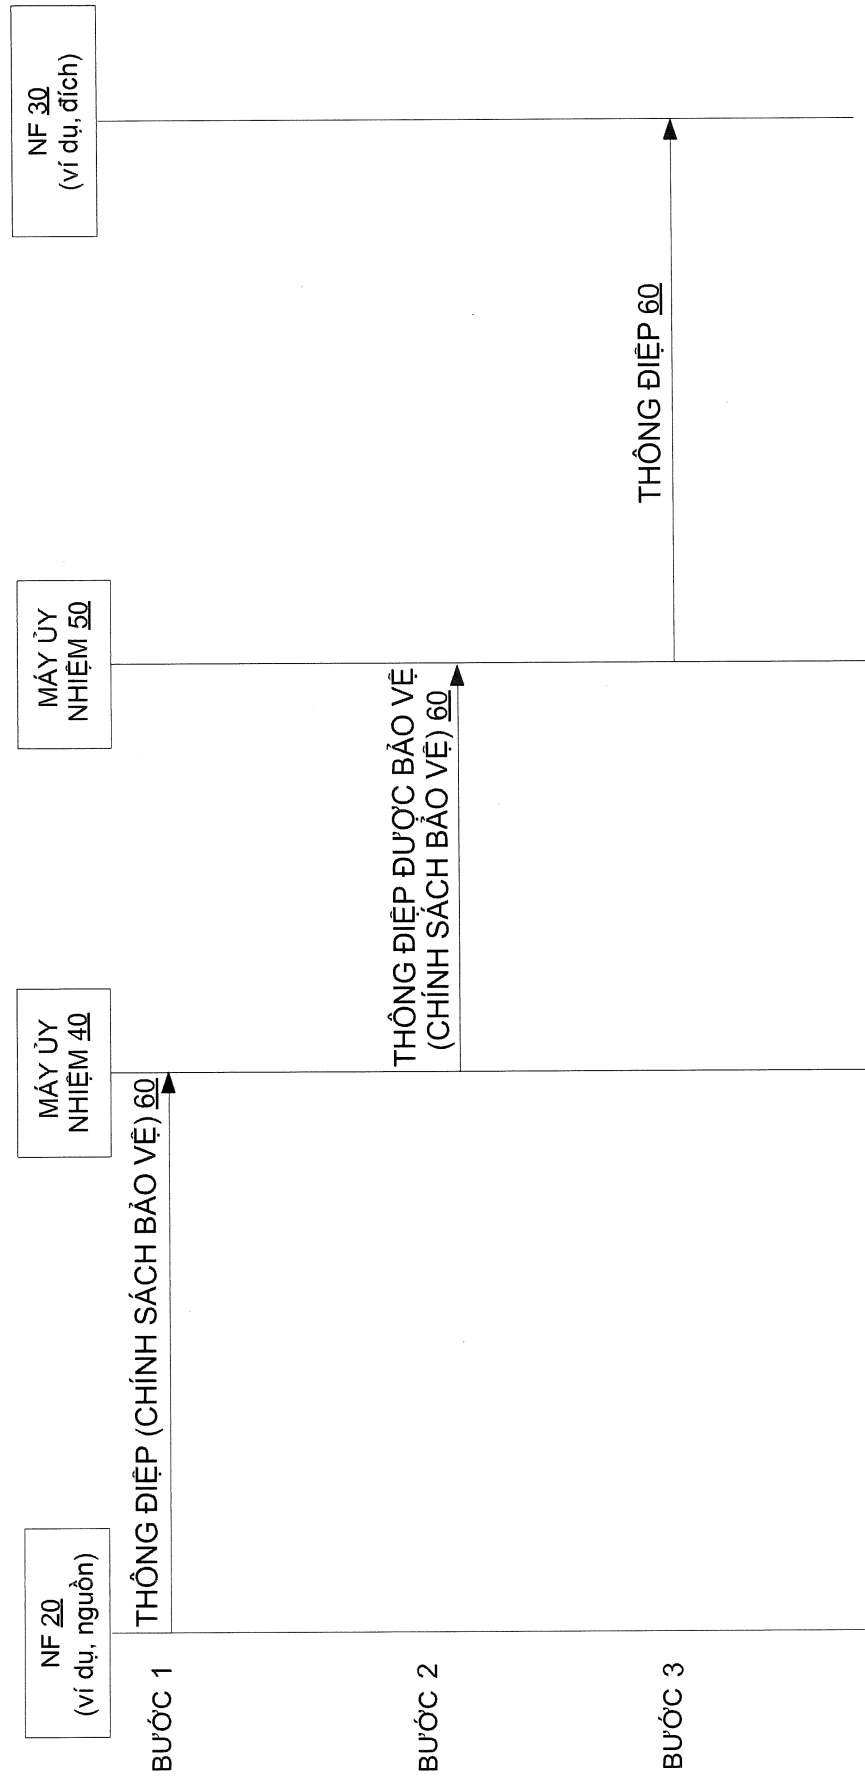 NF 20
(ví dụ, nguồn)
MÁY ỦY
NHIỆM 40
MÁY ỦY
NHIỆM 50
NF 30
(ví dụ, đích)
BƯỚC 1
THÔNG ĐIỆP (CHÍNH SÁCH BẢO VỆ) 60
BƯỚC 2
THÔNG ĐIỆP ĐƯỢC BẢO VỆ
(CHÍNH SÁCH BẢO VỆ) 60
BƯỚC 3
THÔNG ĐIỆP 60